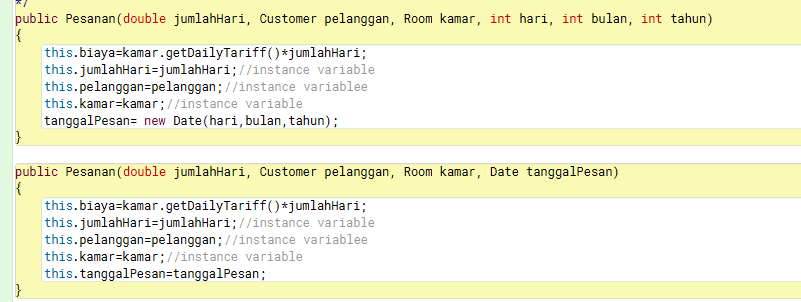 */
public Pesanan(double jumlahHari, Customer pelanggan, Room kamar, int hari, int bulan, int tahun)
{
this.biaya=kamar.getDailyTariff()*jumlahHari;
this.jumlahHari=jumlahHari;//instance variable
this.pelanggan=pelanggan;//instance variablee
this.kamar=kamar;//instance variable
tanggalPesan= new Date(hari,bulan,tahun);
}
public Pesanan(double jumlahHari, Customer pelanggan, Room kamar, Date tanggalPesan)
{
this.biaya=kamar.getDailyTariff()*jumlahHari;
this.jumlahHari=jumlahHari;//instance variable
this.pelanggan=pelanggan;//instance variablee
this.kamar=kamar;//instance variable
this.tanggalPesan=tanggalPesan;
}